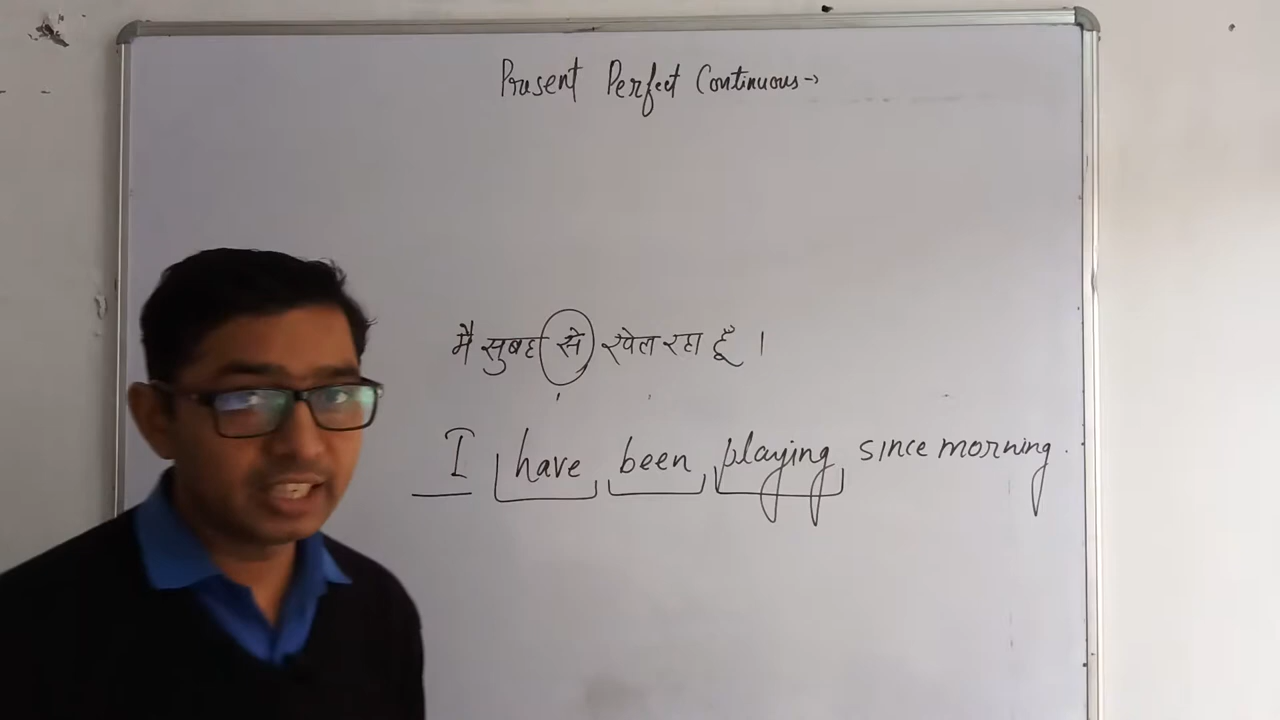 Present Perfect Continuous→
मै सुबह से खेल रहा हूँ ।
I have been playing since morning.